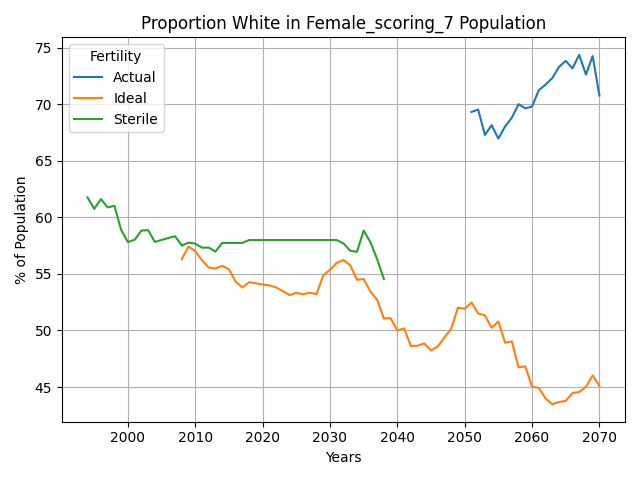 Proportion White in Female_scoring_7 Population
Fertility
Actual
Ideal
Sterile
% of Population
75
70
65
60
55
50
45
2000 2010 2020 2030 2040 2050 2060 2070
Years